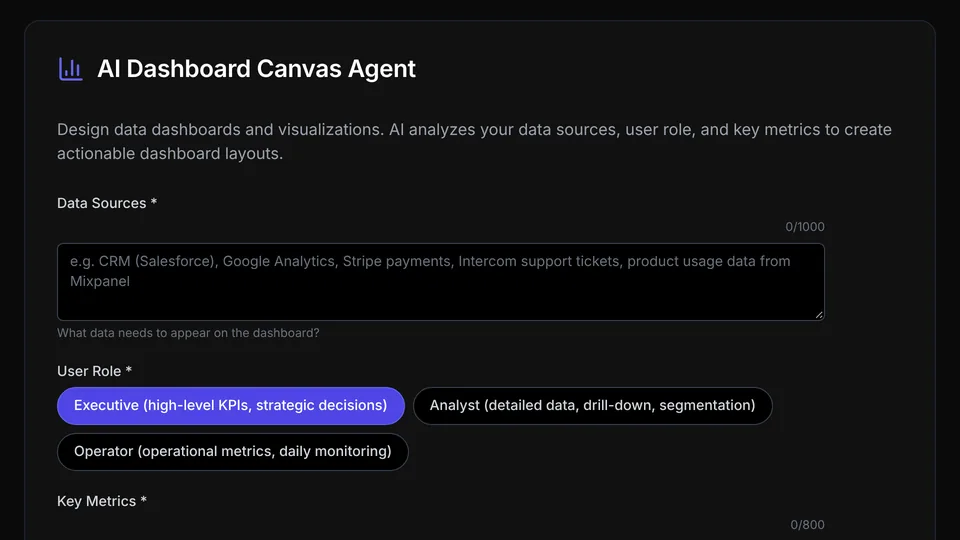 AI Dashboard Canvas Agent
Design data dashboards and visualizations. AI analyzes your data sources, user role, and key metrics to create
actionable dashboard layouts.
Data Sources *
0/1000
e.g. CRM (Salesforce), Google Analytics, Stripe payments, Intercom support tickets, product usage data from
Mixpanel
What data needs to appear on the dashboard?
User Role *
Executive (high-level KPIs, strategic decisions)
Analyst (detailed data, drill-down, segmentation)
Operator (operational metrics, daily monitoring)
Key Metrics *
0/800